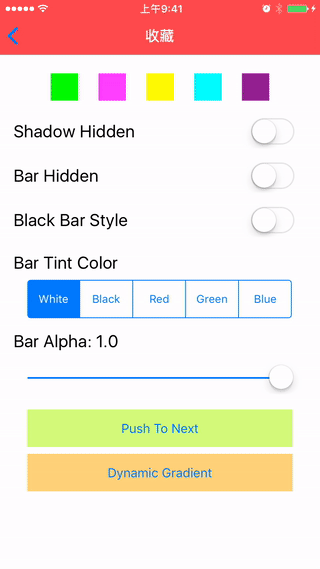 上午9:41
收藏
Shadow Hidden
Bar Hidden
Black Bar Style
Bar Tint Color
White Black Red Green Blue
Bar Alpha: 1.0
Push To Next
Dynamic Gradient